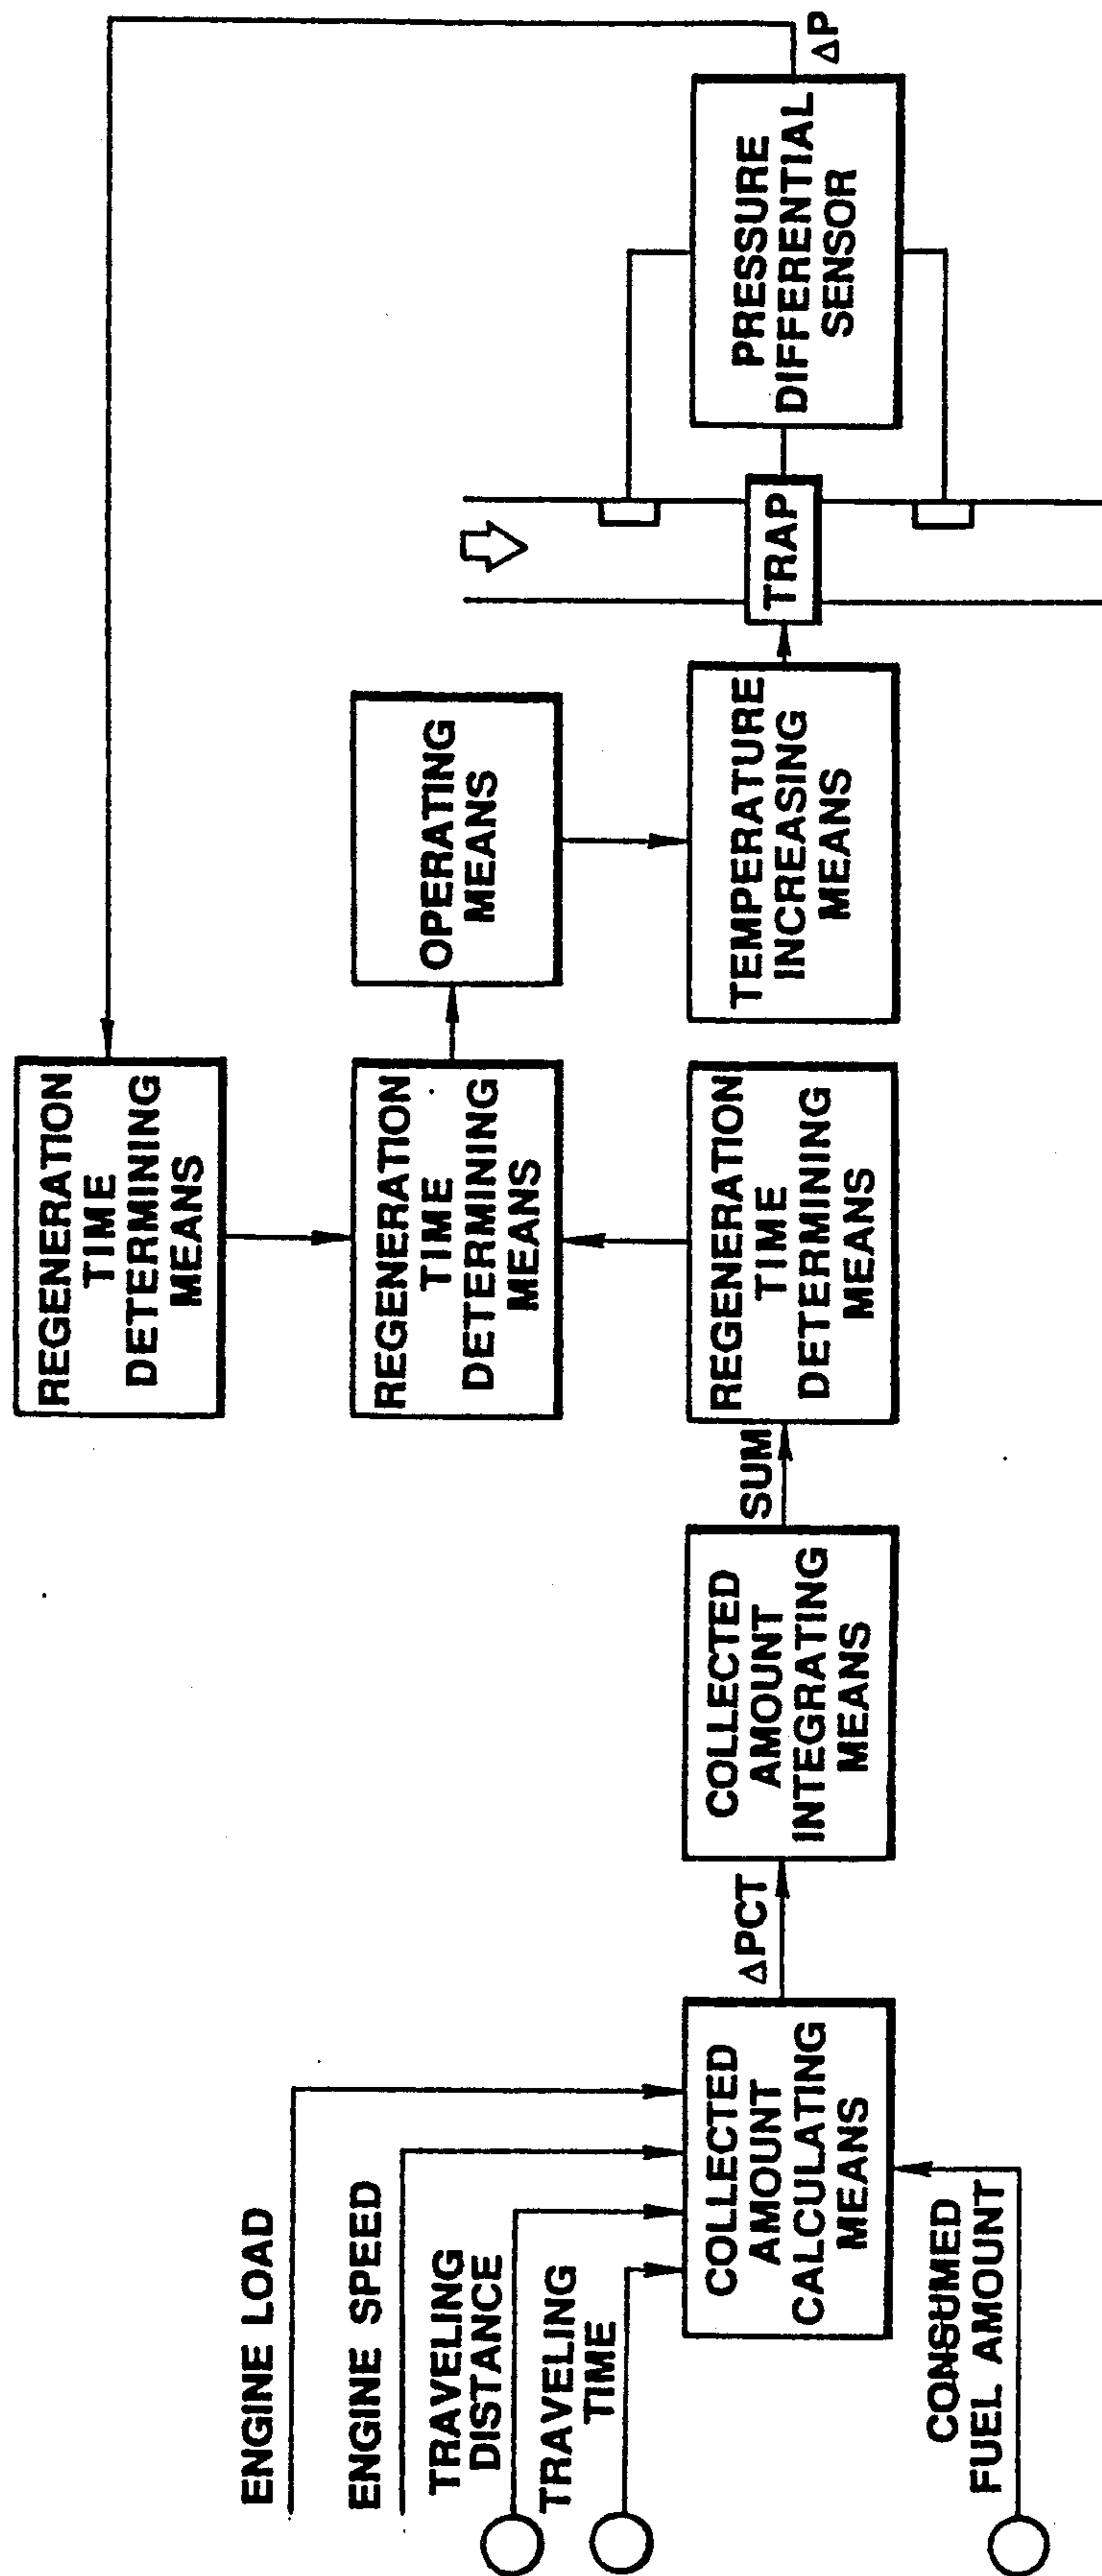 ENGINE LOAD
ENGINE SPEED
TRAVELING
DISTANCE
TRAVELING
TIME
CONSUMED
FUEL AMOUNT
COLLECTED
AMOUNT
CALCULATING
MEANS
ΔPCT
COLLECTED
AMOUNT
INTEGRATING
MEANS
SUM
REGENERATION
TIME
DETERMINING
MEANS
REGENERATION
TIME
DETERMINING
MEANS
REGENERATION
TIME
DETERMINING
MEANS
OPERATING
MEANS
TEMPERATURE
INCREASING
MEANS
TRAP
PRESSURE
DIFFERENTIAL
SENSOR
ΔP